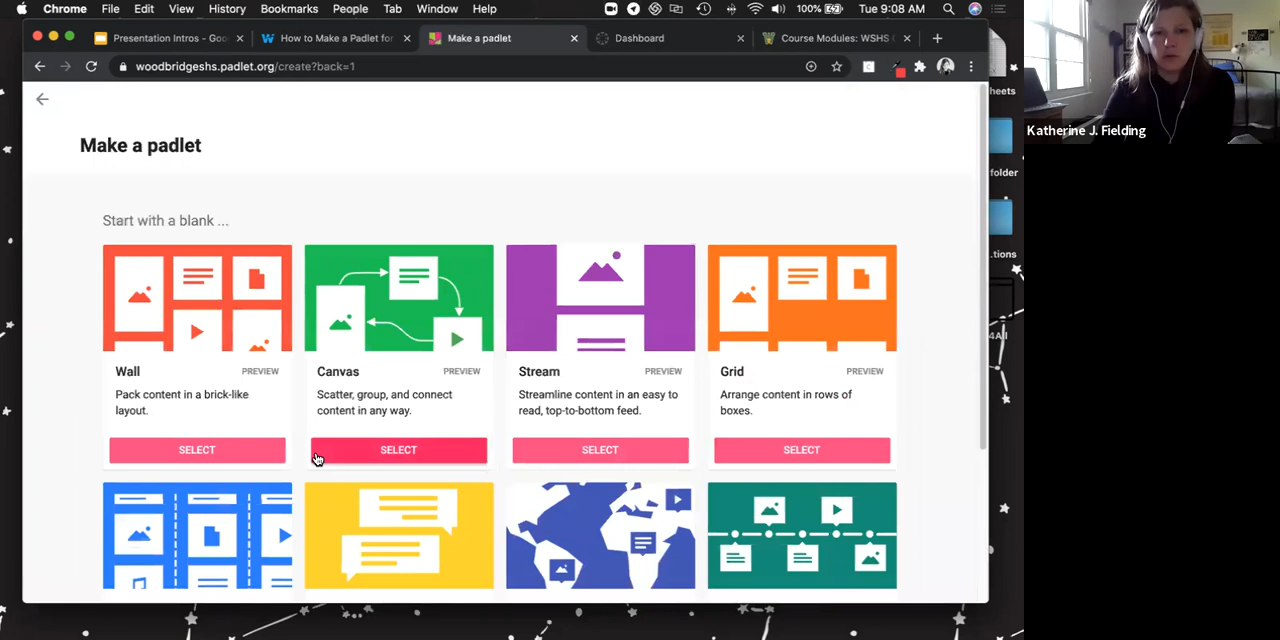 Chrome File Edit View History Bookmarks People Tab Window Help 100% Tue 9:08 AM
Presentation Intros - Goo How to Make a Padlet for Make a padlet Dashboard Course Modules: WSHS
woodbridgeshs.padlet.org/create?back=1
Make a padlet
Start with a blank ...
Wall PREVIEW
Pack content in a brick-like
layout.
SELECT
Canvas PREVIEW
Scatter, group, and connect
content in any way.
SELECT
Stream PREVIEW
Streamline content in an easy to
read, top-to-bottom feed.
SELECT
Grid PREVIEW
Arrange content in rows of
boxes.
SELECT
heets
folder
.tions
4All
Katherine J. Fielding